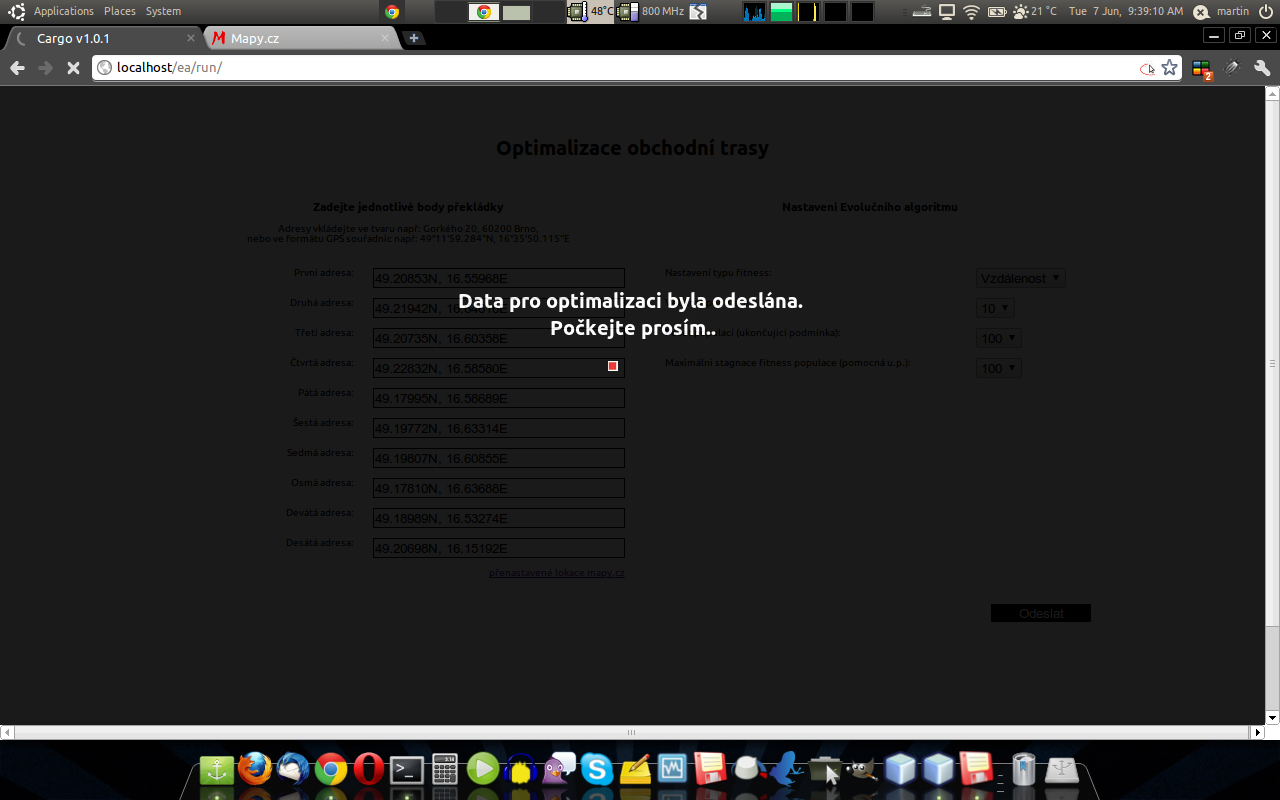 Applications Places System
48°C
800 MHz
21 °C
Tue 7 Jun, 9:39:10 AM
martin
Cargo v1.0.1
Mapy.cz
localhost/ea/run/
2
Optimalizace obchodní trasy
Zadejte jednotlivé body překládky
Nastavení Evolučního algoritmu
Adresy vkládejte ve tvaru např: Gorkého 20, 60200 Brno,
nebo ve formátu GPS souřadnic např: 49°11'59.284"N, 16°35'50.115"E
První adresa:
49.20853N, 16.55968E
Nastavení typu fitness:
Vzdálenost
Druhá adresa:
49.21942N,
10
Data pro optimalizaci byla odeslána.
Počkejte prosím..
Třetí adresa:
49.20735N, 16.60358E
(ukončující podmínka):
100
Čtvrtá adresa:
49.22832N, 16.58580E
Maximální stagnace fitness populace (pomocná u.p.):
100
Pátá adresa:
49.17995N, 16.58689E
Šestá adresa:
49.19772N, 16.63314E
Sedmá adresa:
49.19807N, 16.60855E
Osmá adresa:
49.17810N, 16.63688E
Devátá adresa:
49.18989N, 16.53274E
Desátá adresa:
49.20698N, 16.15192E
přenastavené lokace mapy.cz
Odeslat